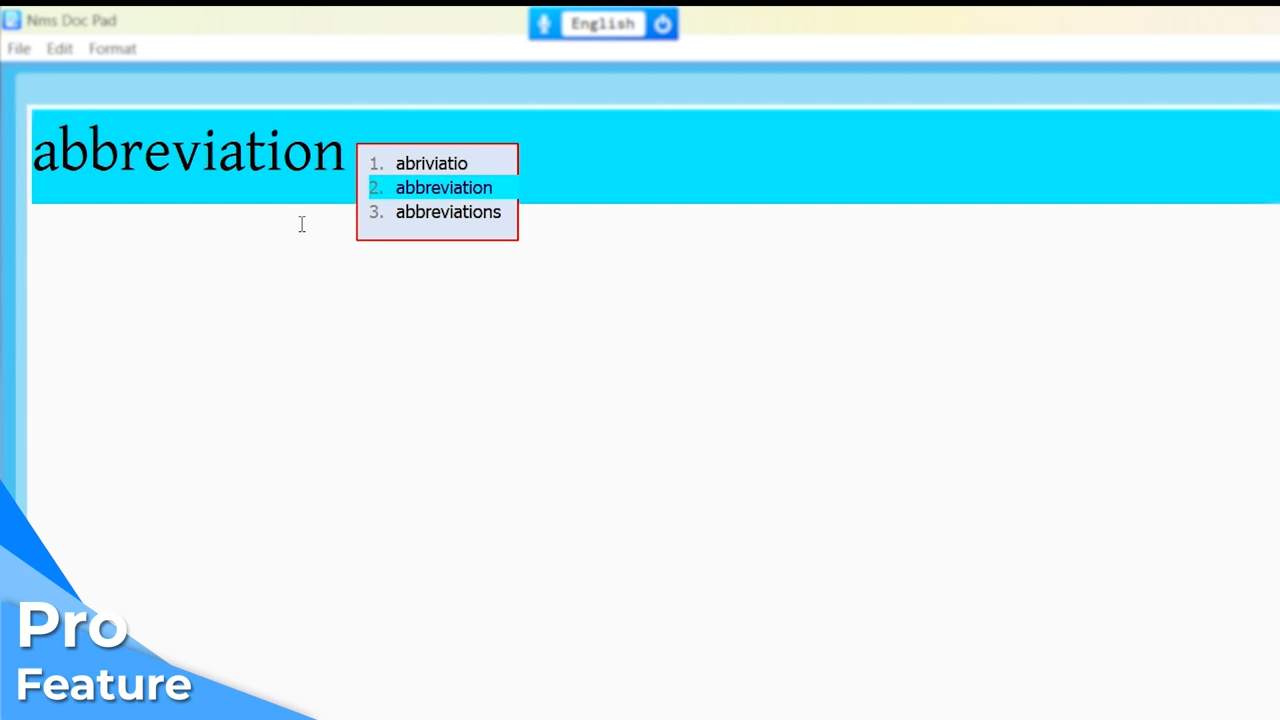 Nms Doc Pad
English
File Edit Format
abbreviation
1. abriviatio
2. abbreviation
3. abbreviations
Pro
Feature